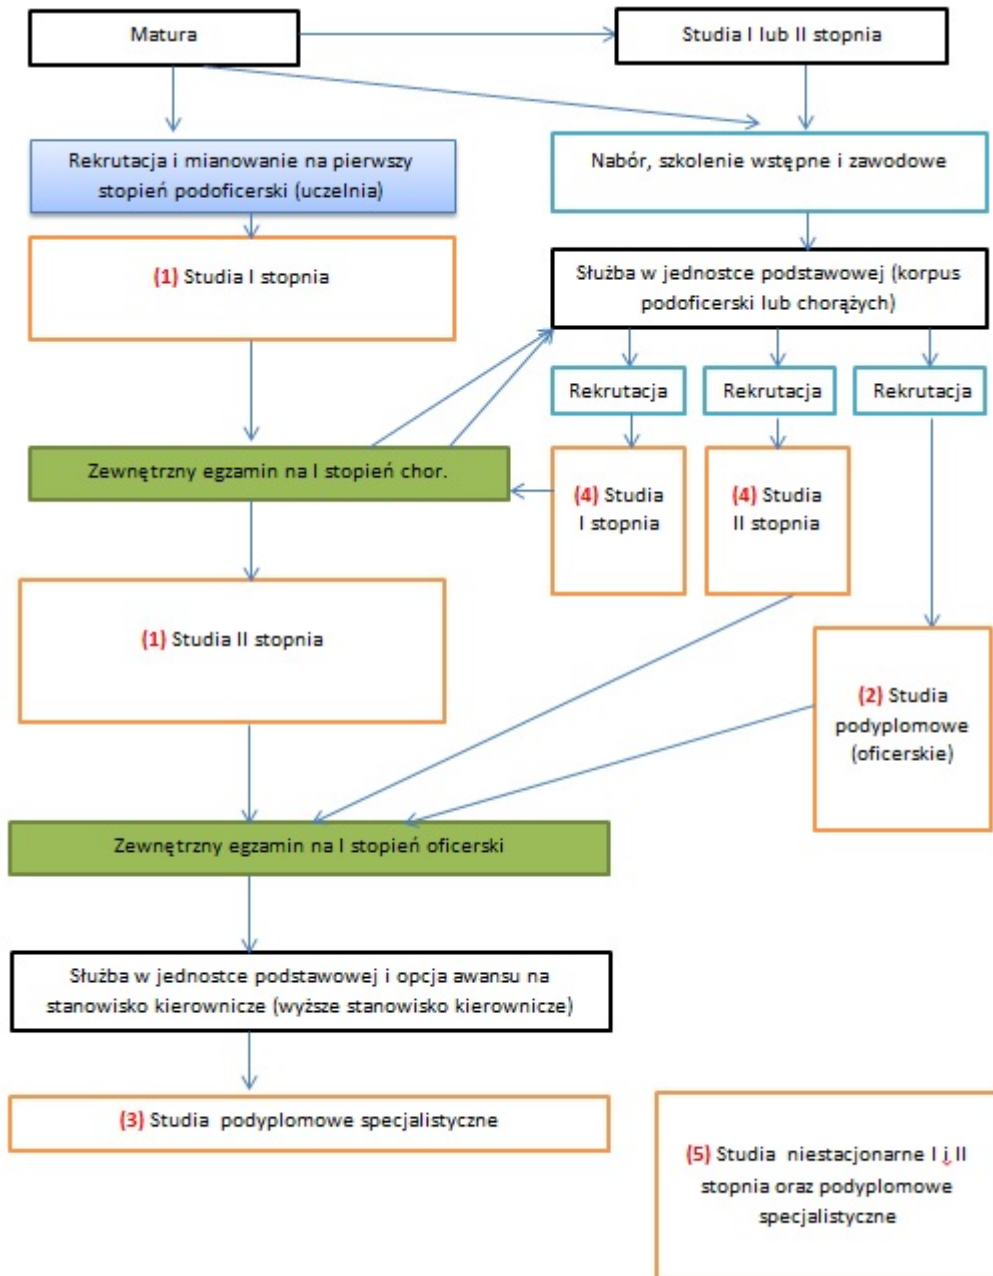 Matura
Studia I lub II stopnia
Rekrutacja i mianowanie na pierwszy
stopień podoficerski (uczelnia)
Nabór, szkolenie wstępne i zawodowe
(1) Studia I stopnia
Służba w jednostce podstawowej (korpus
podoficerski lub chorążych)
Rekrutacja
Rekrutacja
Rekrutacja
Zewnętrzny egzamin na I stopień chor.
(4) Studia
I stopnia
(4) Studia
II stopnia
(1) Studia II stopnia
(2) Studia
podyplomowe
(oficerskie)
Zewnętrzny egzamin na I stopień oficerski
Służba w jednostce podstawowej i opcja awansu na
stanowisko kierownicze (wyższe stanowisko kierownicze)
(3) Studia podyplomowe specjalistyczne
(5) Studia niestacjonarne I i II
stopnia oraz podyplomowe
specjalistyczne